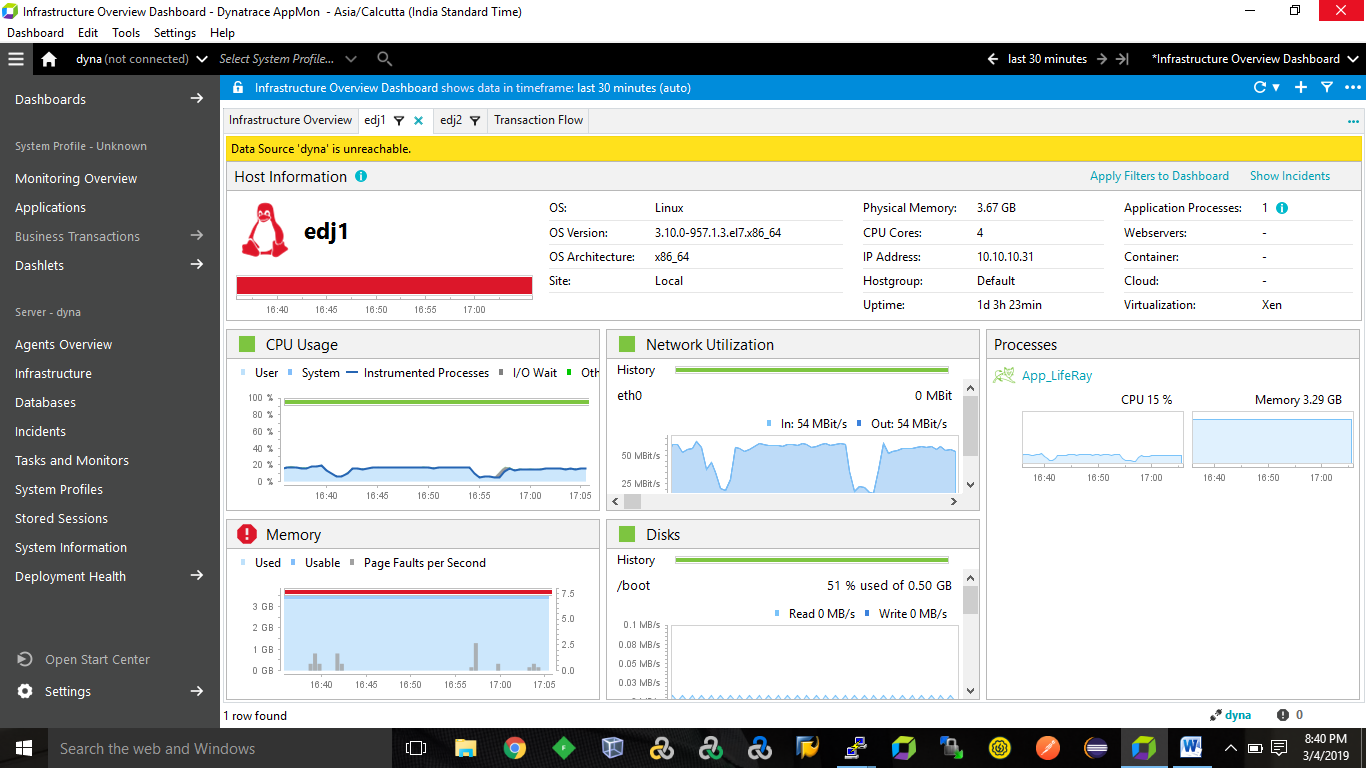 Infrastructure Overview Dashboard - Dynatrace AppMon - Asia/Calcutta (India Standard Time)
Dashboard Edit Tools Settings Help
dyna (not connected) Select System Profile... last 30 minutes *Infrastructure Overview Dashboard
Infrastructure Overview Dashboard shows data in timeframe: last 30 minutes (auto)
Dashboards
System Profile - Unknown
Monitoring Overview
Applications
Business Transactions
Dashlets
Server - dyna
Agents Overview
Infrastructure
Databases
Incidents
Tasks and Monitors
System Profiles
Stored Sessions
System Information
Deployment Health
Open Start Center
Settings
Infrastructure Overview edj1 edj2 Transaction Flow
Data Source 'dyna' is unreachable.
Host Information Apply Filters to Dashboard Show Incidents
edj1
16:40 16:45 16:50 16:55 17:00
OS: Linux
OS Version: 3.10.0-957.1.3.el7.x86_64
OS Architecture: x86_64
Site: Local
Physical Memory: 3.67 GB
CPU Cores: 4
IP Address: 10.10.10.31
Hostgroup: Default
Uptime: 1d 3h 23min
Application Processes: 1
Webservers: -
Container: -
Cloud: -
Virtualization: Xen
CPU Usage
User System Instrumented Processes I/O Wait Oth
100 %
80 %
60 %
40 %
20 %
0 %
16:40 16:45 16:50 16:55 17:00 17:05
Network Utilization
History
eth0 0 MBit
In: 54 MBit/s Out: 54 MBit/s
50 MBit/s
25 MBit/s
Processes
App_LifeRay
CPU 15 % Memory 3.29 GB
16:40 16:50 17:00 16:40 16:50 17:00
Memory
Used Usable Page Faults per Second
3 GB 7.5
2 GB 5.0
1 GB 2.5
0 GB 0.0
16:40 16:45 16:50 16:55 17:00 17:05
Disks
History
/boot 51 % used of 0.50 GB
Read 0 MB/s Write 0 MB/s
0.1 MB/s
0.08 MB/s
0.05 MB/s
0.03 MB/s
1 row found dyna 0
Search the web and Windows
8:40 PM
3/4/2019